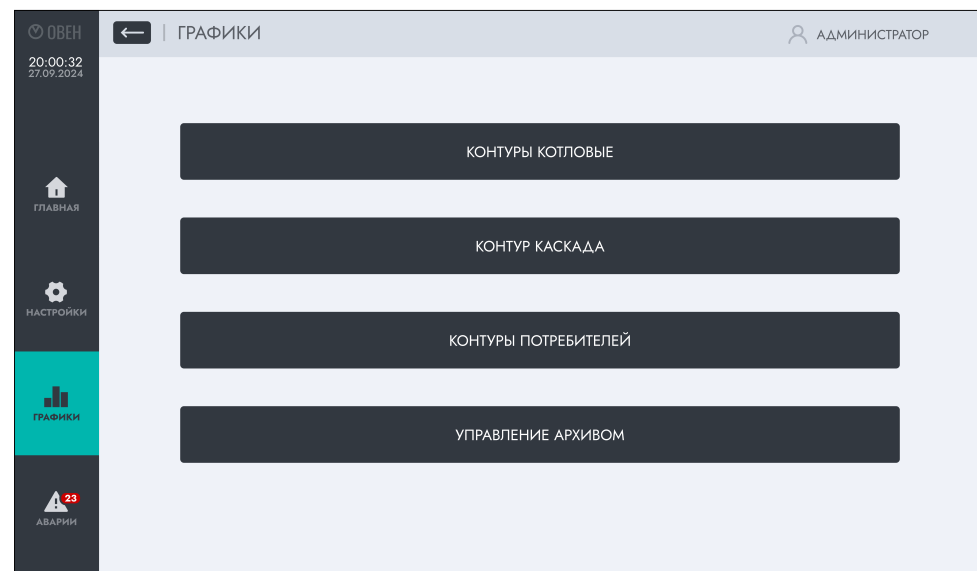 ОВЕН
ГРАФИКИ
АДМИНИСТРАТОР
20:00:32
27.09.2024
КОНТУРЫ КОТЛОВЫЕ
ГЛАВНАЯ
КОНТУР КАСКАДА
НАСТРОЙКИ
КОНТУРЫ ПОТРЕБИТЕЛЕЙ
ГРАФИКИ
УПРАВЛЕНИЕ АРХИВОМ
23
АВАРИИ